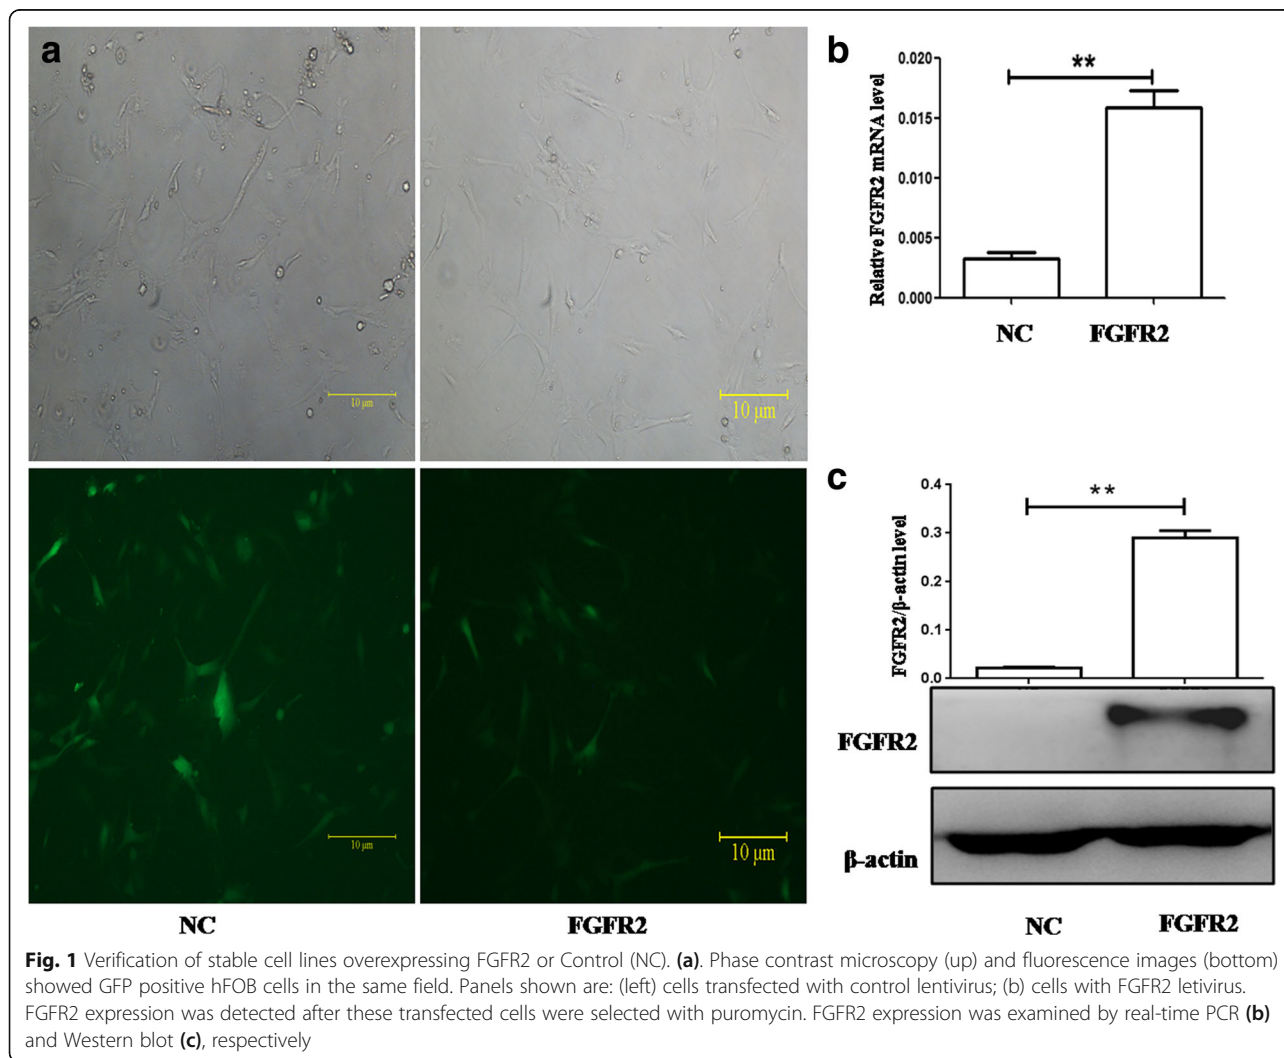 a
10 µm
10 µm
10 µm
10 µm
NC
FGFR2
b
Relative FGFR2 mRNA level
0.020
0.015
0.010
0.005
0.000
**
NC
FGFR2
c
FGFR2/β-actin level
0.4
0.3
0.2
0.1
0.0
**
FGFR2
β-actin
NC
FGFR2
Fig. 1 Verification of stable cell lines overexpressing FGFR2 or Control (NC). (a). Phase contrast microscopy (up) and fluorescence images (bottom)
showed GFP positive hFOB cells in the same field. Panels shown are: (left) cells transfected with control lentivirus; (b) cells with FGFR2 letivirus.
FGFR2 expression was detected after these transfected cells were selected with puromycin. FGFR2 expression was examined by real-time PCR (b)
and Western blot (c), respectively